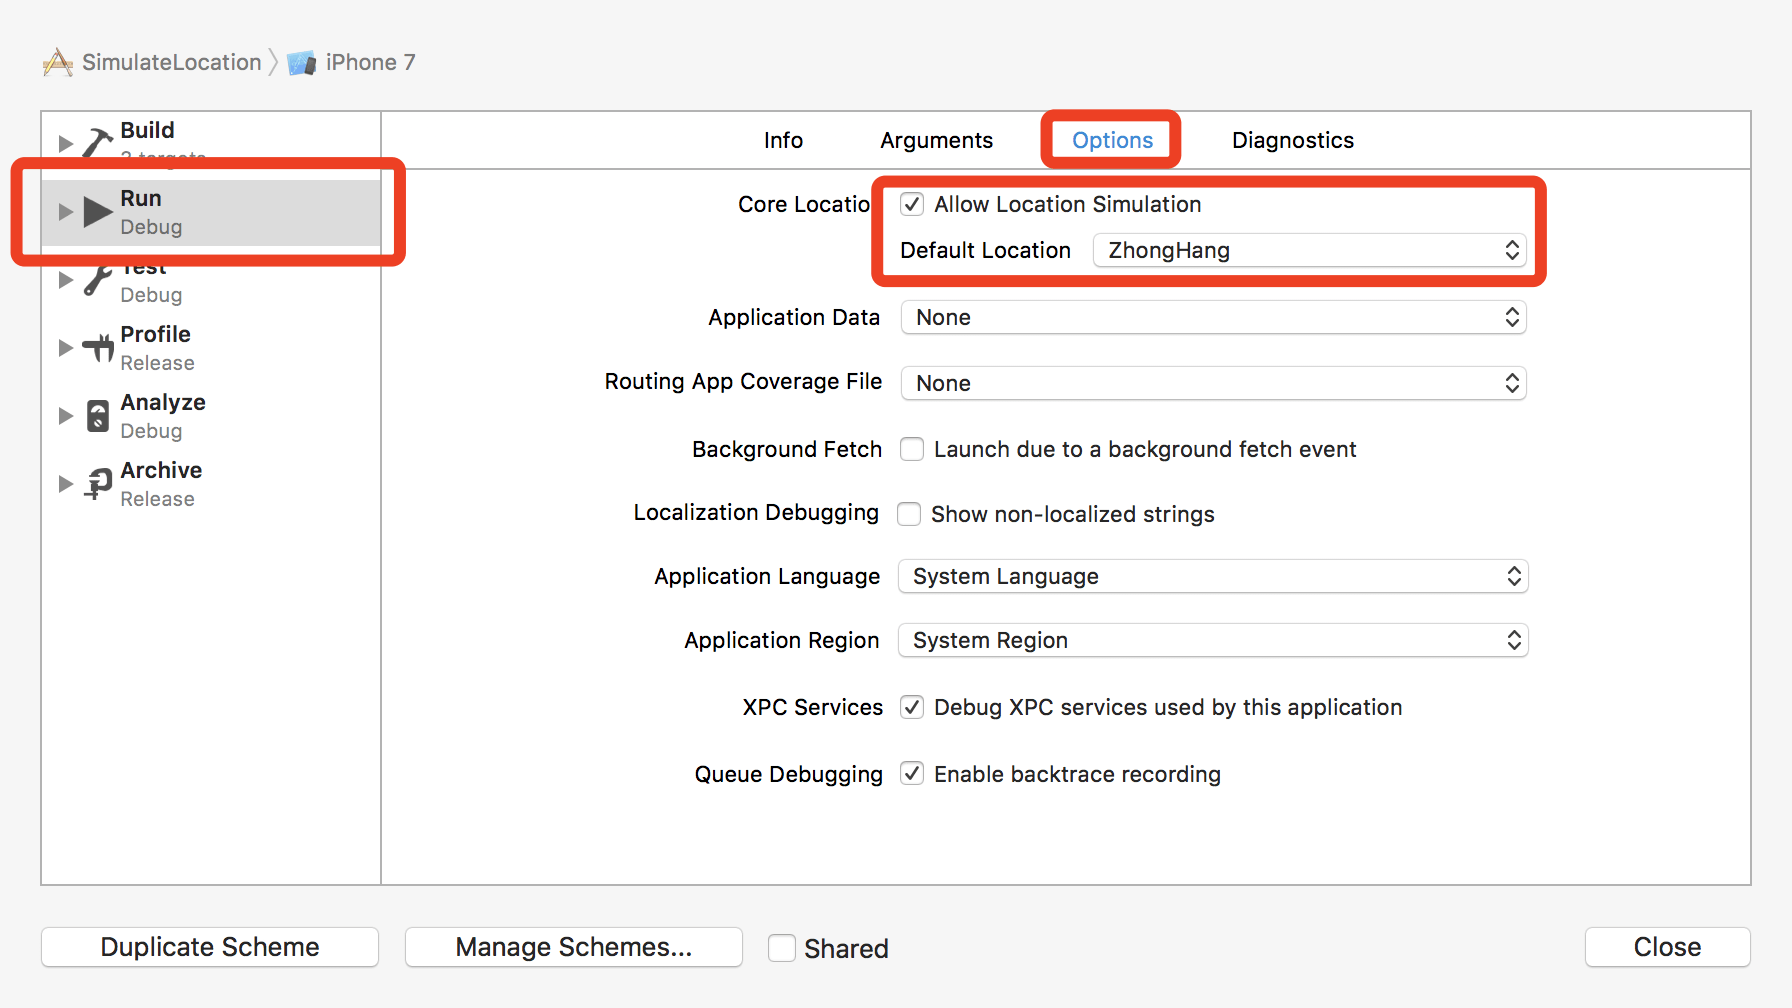 SimulateLocation iPhone 7
Build
2 targets
Run
Debug
Test
Debug
Profile
Release
Analyze
Debug
Archive
Release
Info Arguments Options Diagnostics
Core Locatio Allow Location Simulation
Default Location ZhongHang
Application Data None
Routing App Coverage File None
Background Fetch Launch due to a background fetch event
Localization Debugging Show non-localized strings
Application Language System Language
Application Region System Region
XPC Services Debug XPC services used by this application
Queue Debugging Enable backtrace recording
Duplicate Scheme Manage Schemes... Shared Close